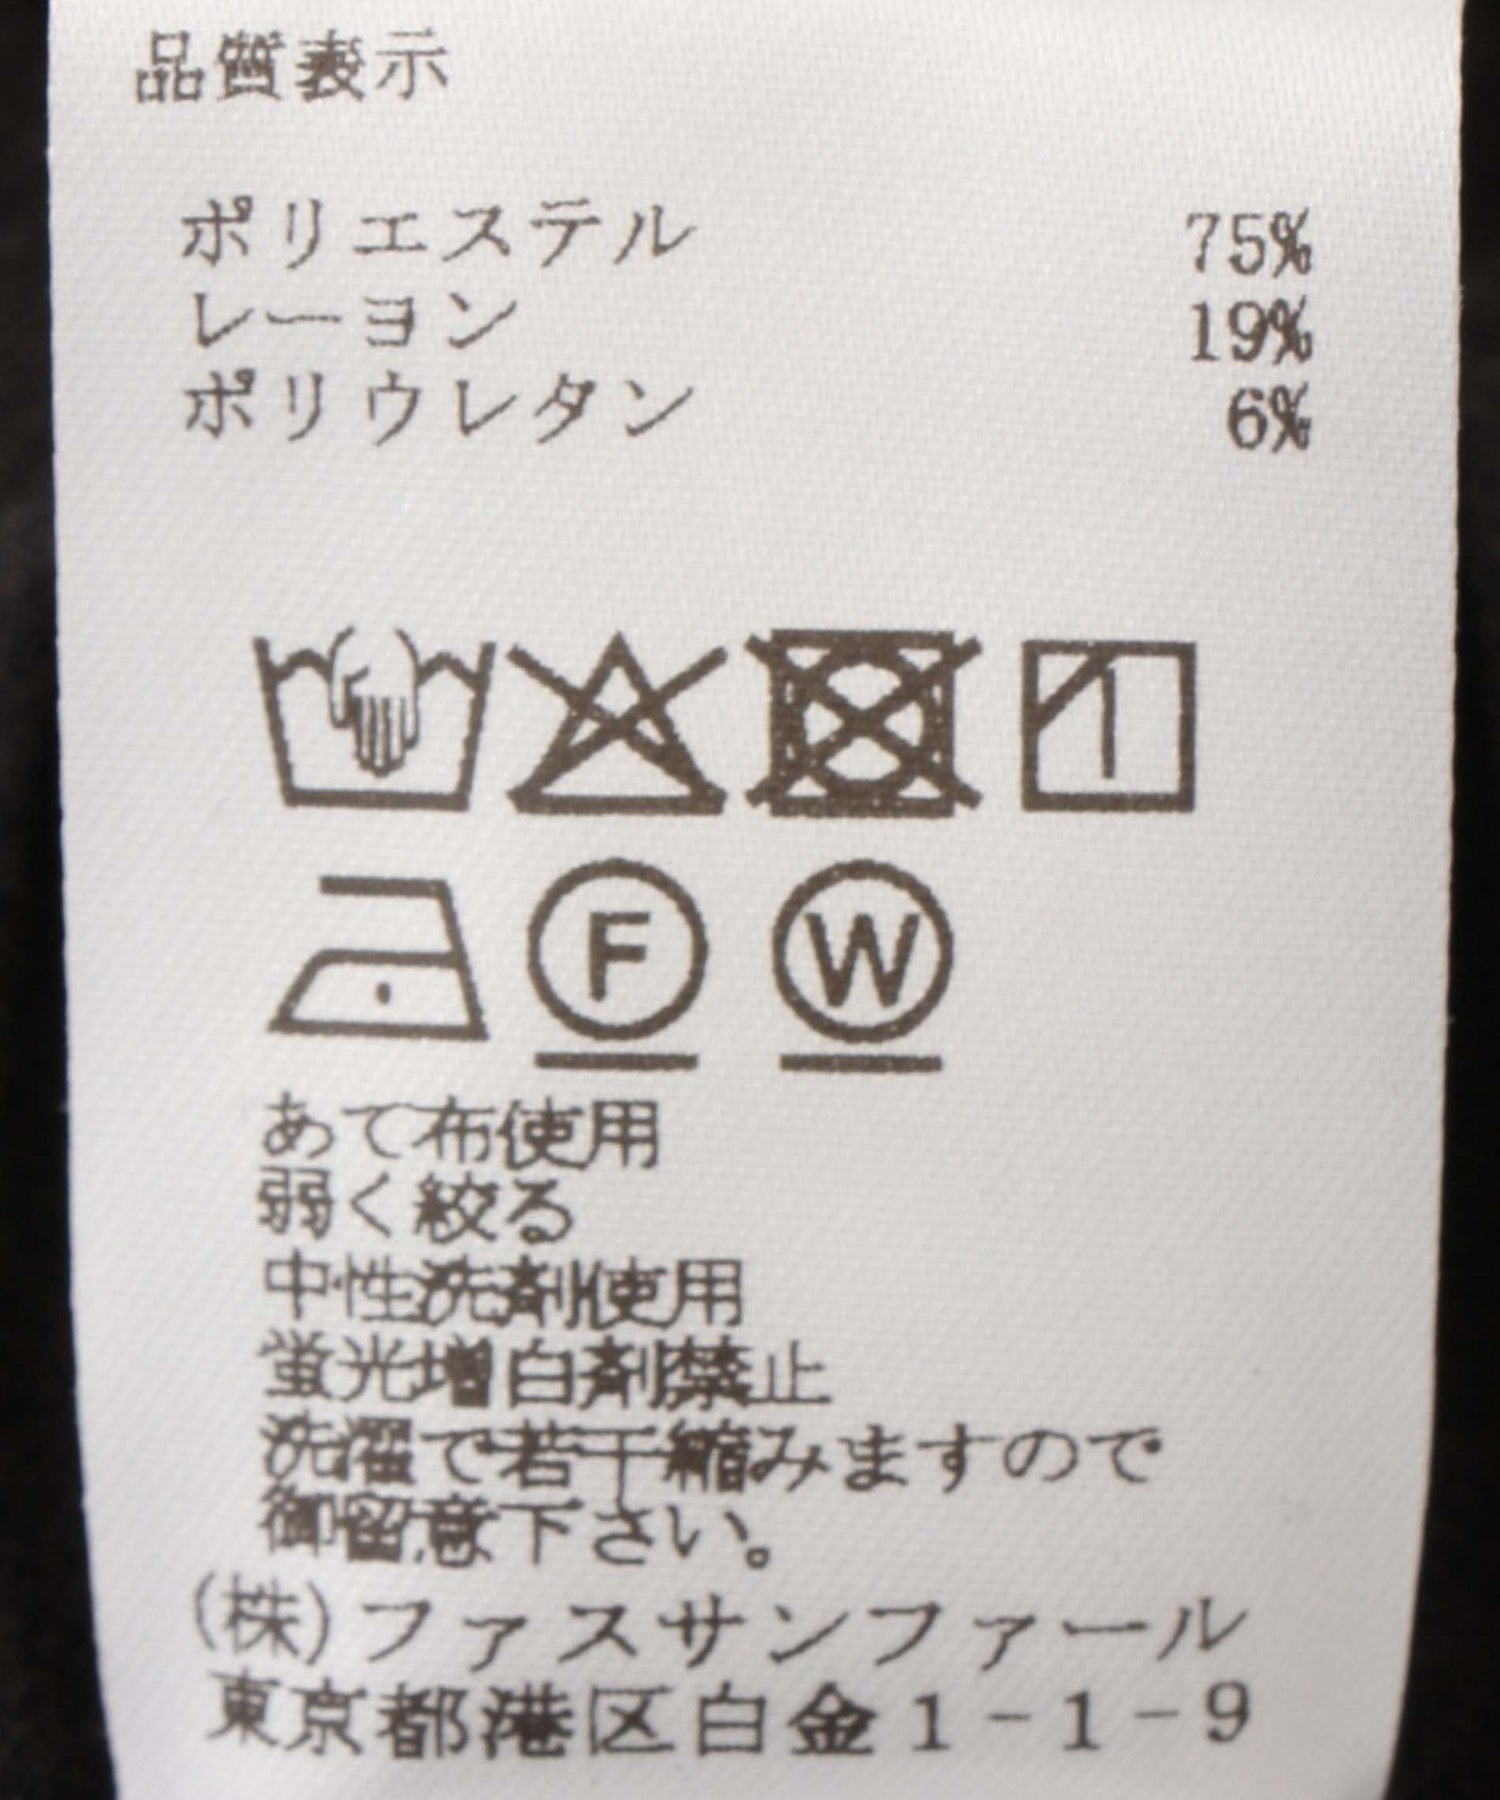 品質表示
ポリエステル 75%
レーヨン 19%
ポリウレタン 6%
F W
あて布使用
弱く絞る
中性洗剤使用
蛍光増白剤禁止
洗濯で若干縮みますので
御留意下さい。
(株)ファスサンファール
東京都港区白金1-1-9